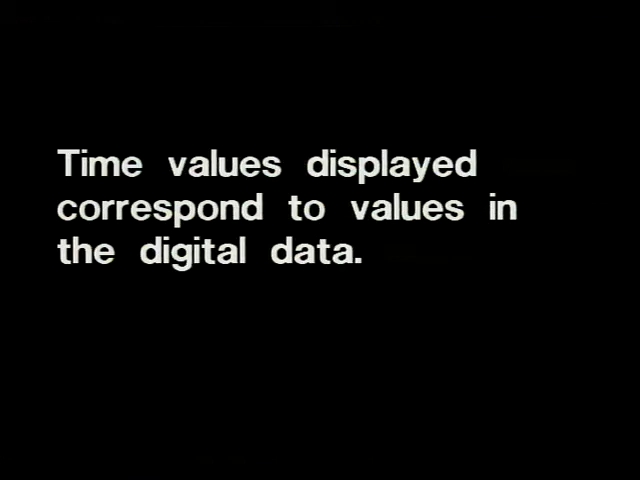 Time values displayed
correspond to values in
the digital data.